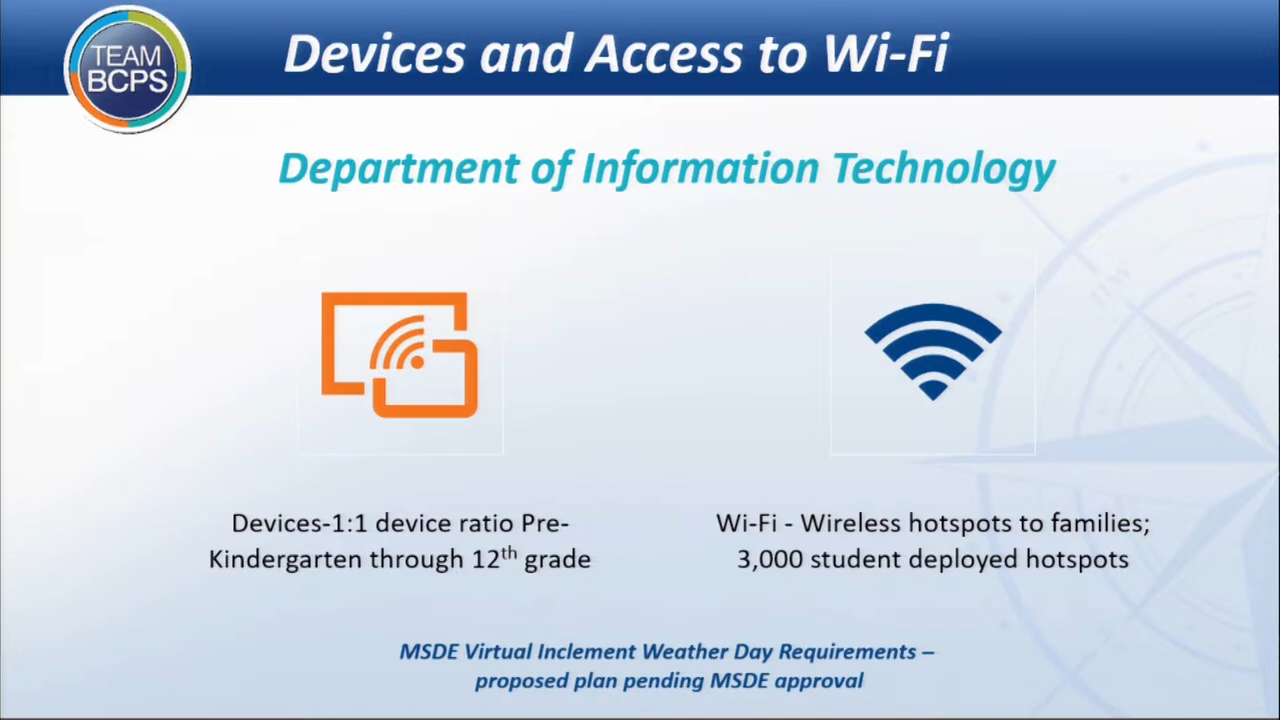 TEAM
BCPS
Devices and Access to Wi-Fi
Department of Information Technology
Devices-1:1 device ratio Pre-
Kindergarten through 12th grade
Wi-Fi - Wireless hotspots to families;
3,000 student deployed hotspots
MSDE Virtual Inclement Weather Day Requirements –
proposed plan pending MSDE approval